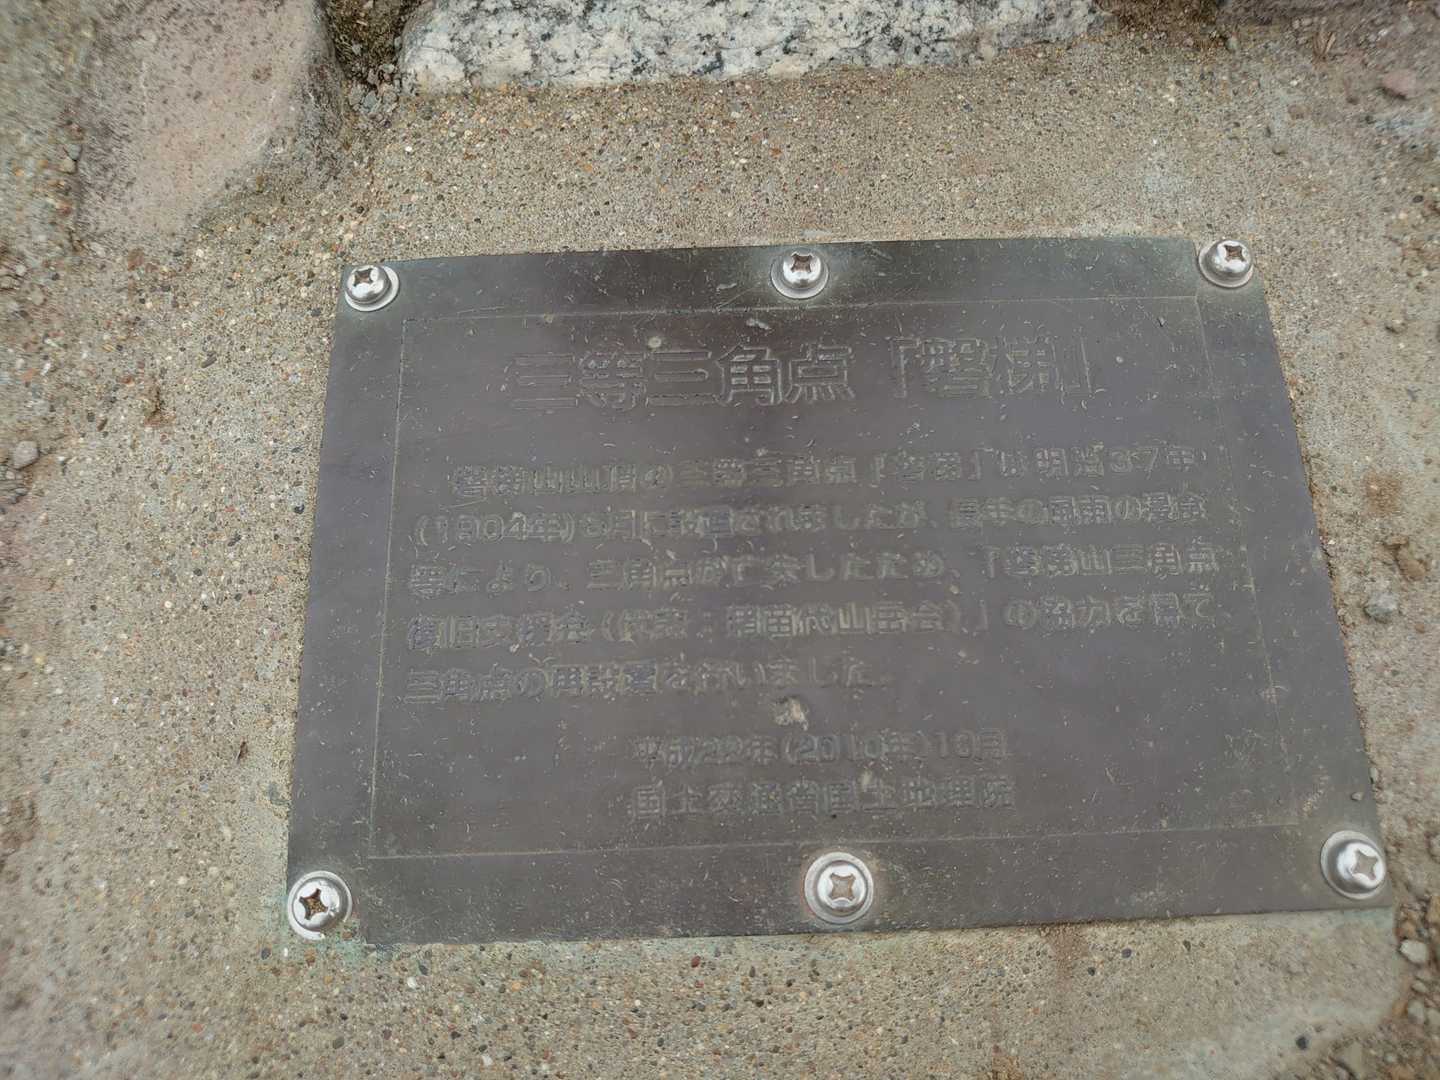 三等三角点「磐梯」
磐梯山山頂の三等三角点「磐梯」は明治37年
(1904年)8月に設置されましたが、長年の風雨の浸食
等により、三角点が亡失したため、「磐梯山三角点
復旧支援会(代表:猪苗代山岳会)」の協力を得て
三角点の再設置を行いました。
平成22年(2010年)10月
国土交通省国土地理院